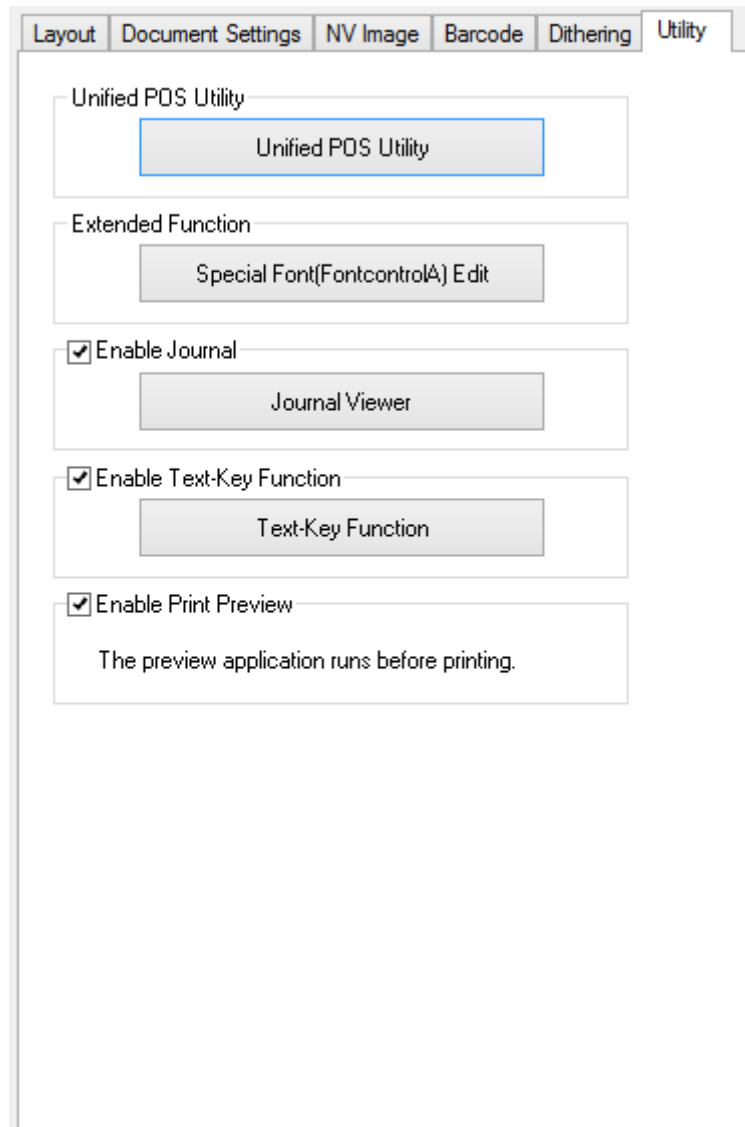 Layout Document Settings NV Image Barcode Dithering Utility
Unified POS Utility
Unified POS Utility
Extended Function
Special Font(FontcontrolA) Edit
Enable Journal
Journal Viewer
Enable Text-Key Function
Text-Key Function
Enable Print Preview
The preview application runs before printing.